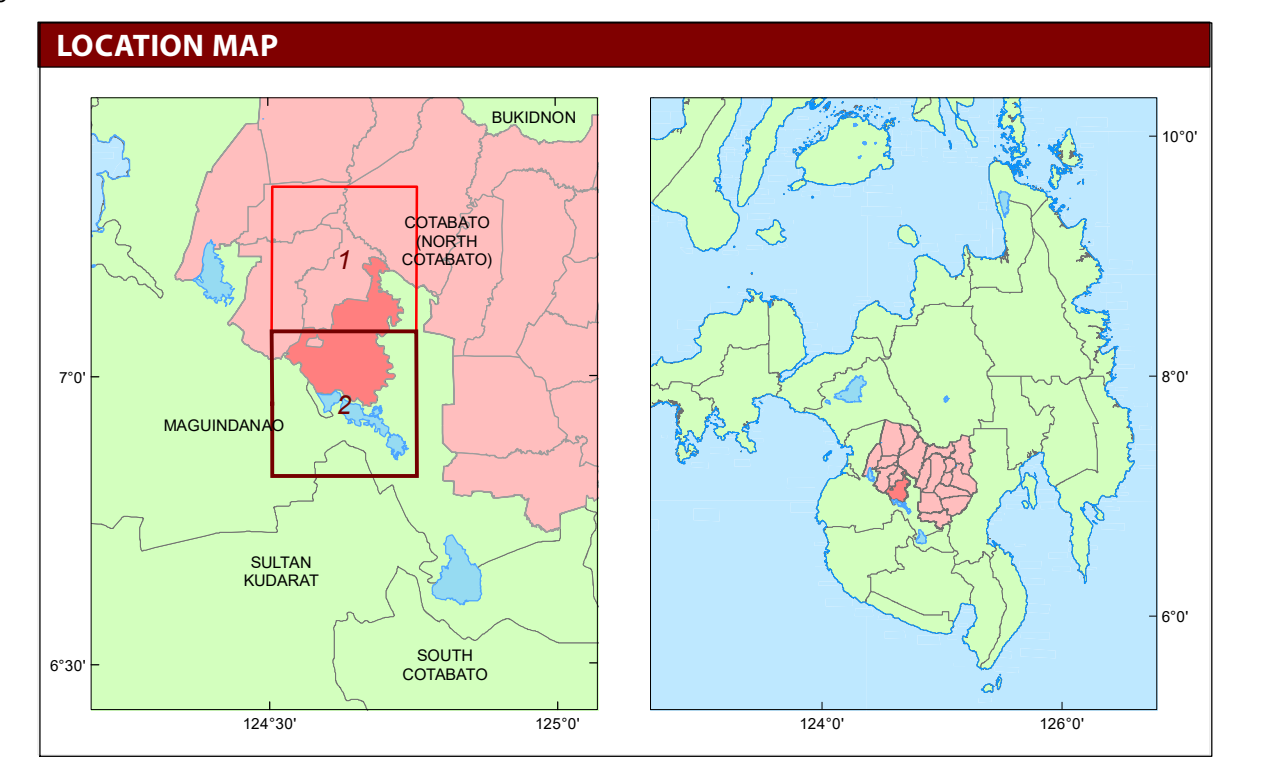 LOCATION MAP
BUKIDNON
COTABATO
(NORTH
COTABATO)
1
7°0'
2
MAGUINDANAO
SULTAN
KUDARAT
SOUTH
COTABATO
6°30'
124°30'
125°0'
10°0'
8°0'
6°0'
124°0'
126°0'